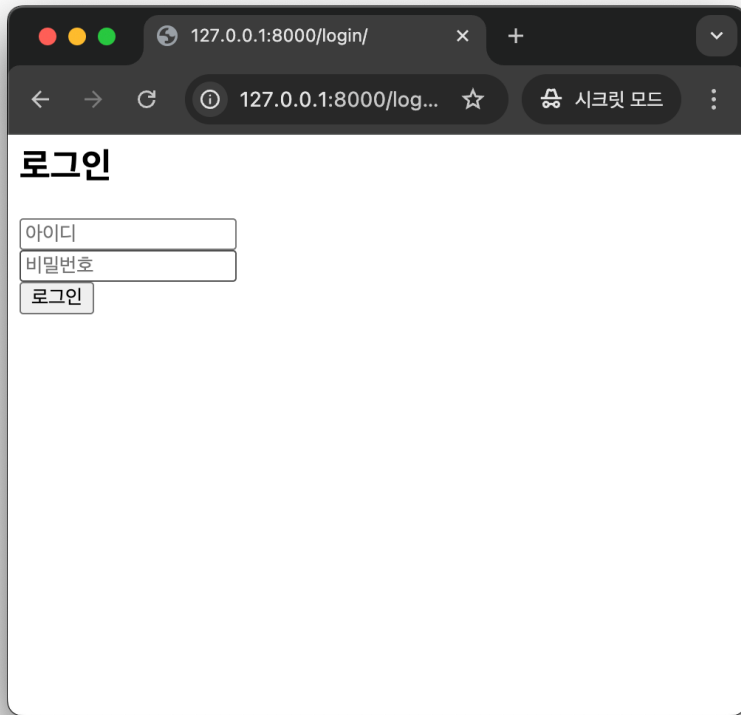 127.0.0.1:8000/login/
127.0.0.1:8000/log...
시크릿 모드
로그인
아이디
비밀번호
로그인